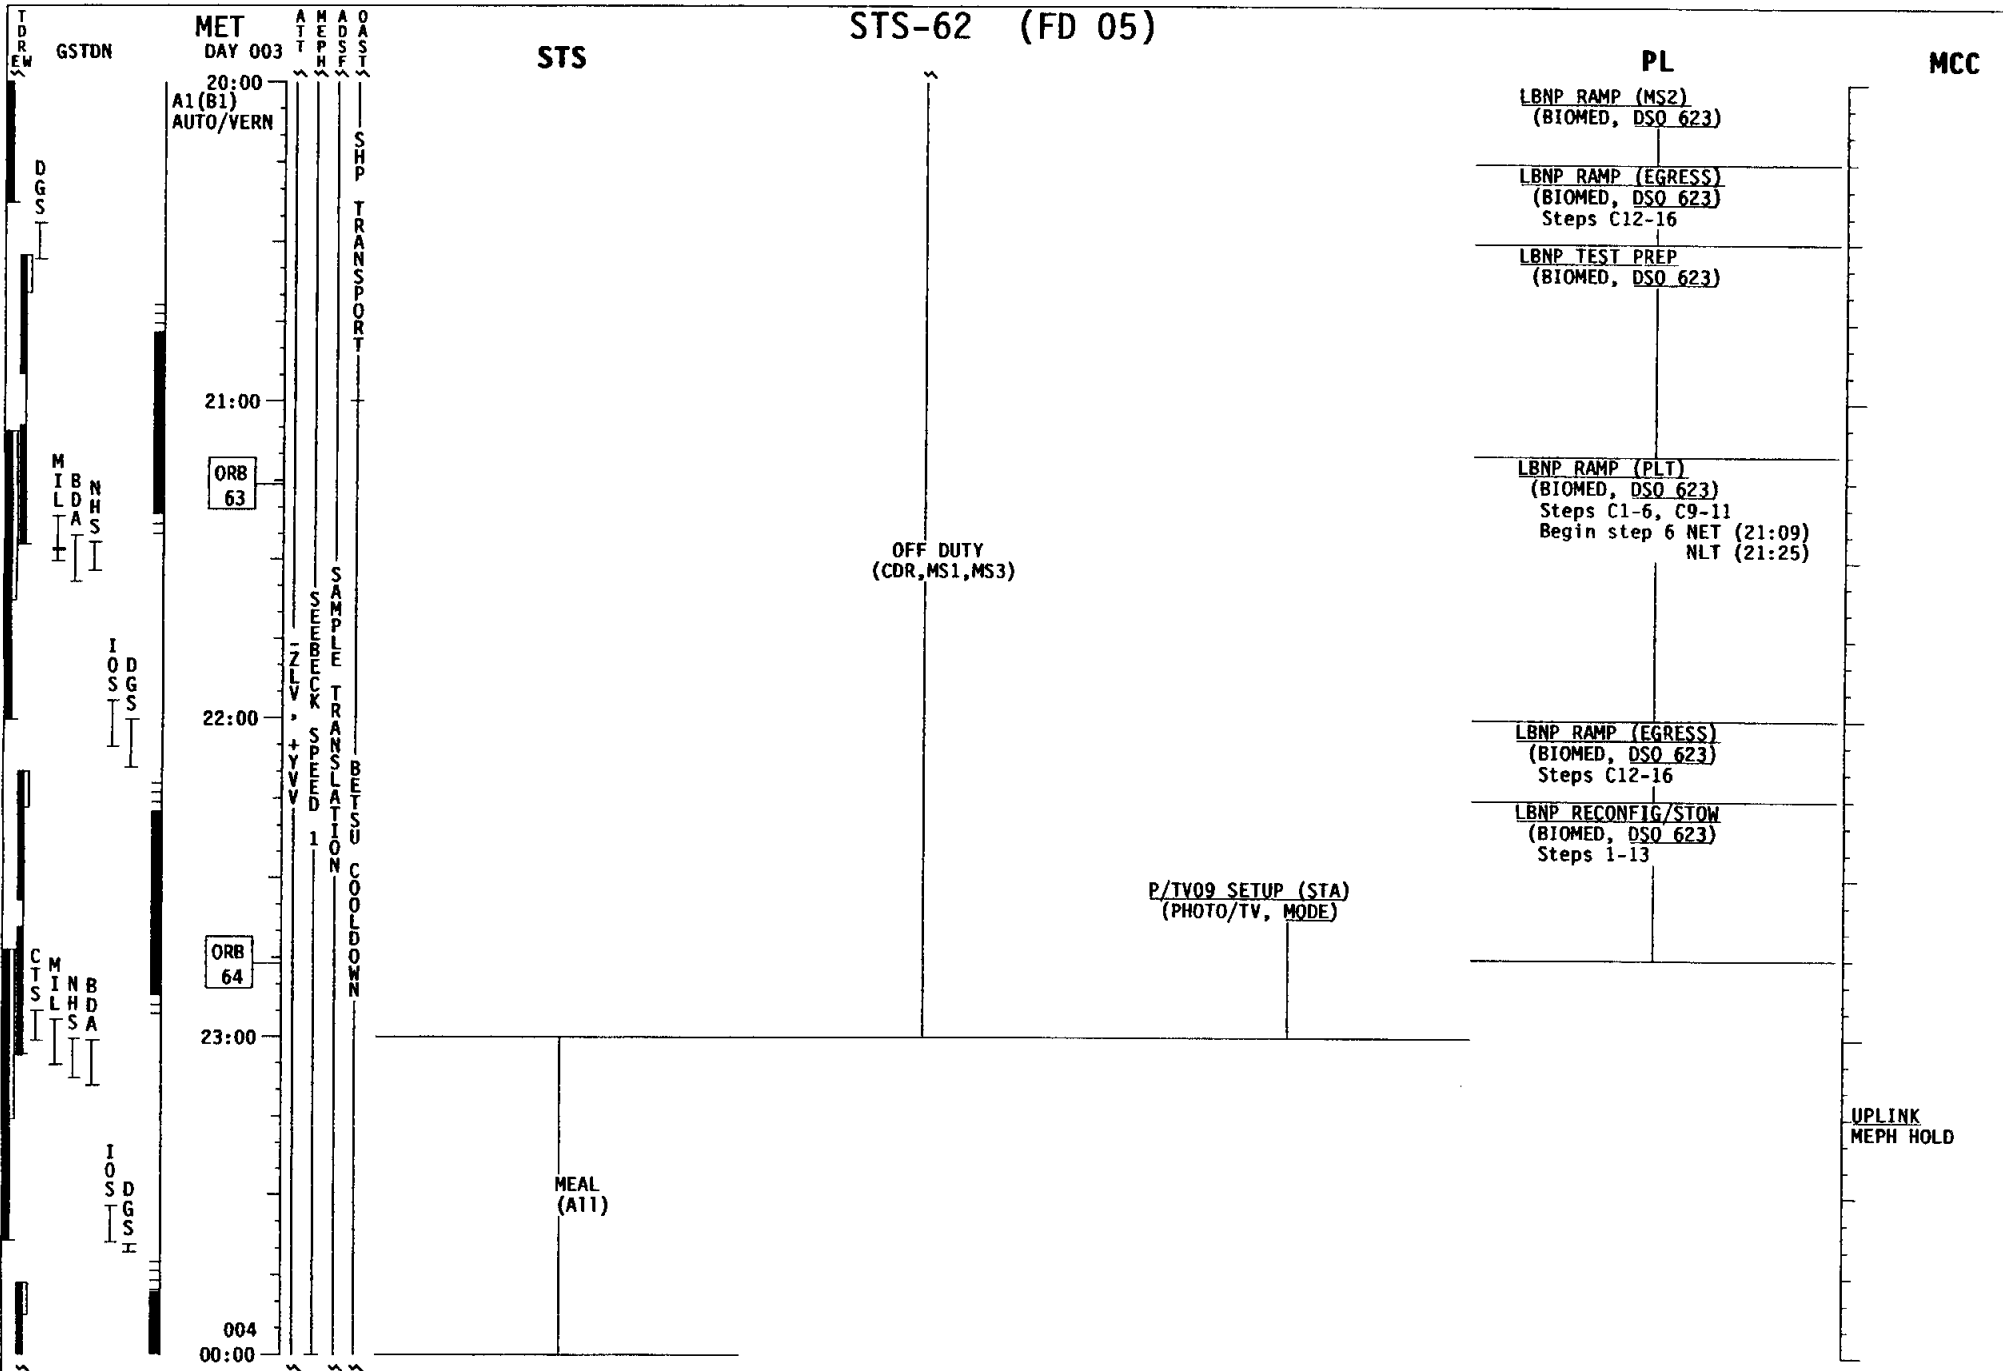 STS-62 (FD 05)
TDRE W
GSTDN
MET
DAY 003
ATT
MEPH
ADSF
OAST
STS
PL
MCC
20:00
A1(B1)
AUTO/VERN
SHP TRANSPORT
DGS
LBNP RAMP (MS2)
(BIOMED, DSO 623)
LBNP RAMP (EGRESS)
(BIOMED, DSO 623)
Steps C12-16
LBNP TEST PREP
(BIOMED, DSO 623)
21:00
ORB
63
MIL
BDA
NHS
LBNP RAMP (PLT)
(BIOMED, DSO 623)
Steps C1-6, C9-11
Begin step 6 NET (21:09)
NLT (21:25)
OFF DUTY
(CDR,MS1,MS3)
-ZLV, +YVV
SEEBECK SPEED 1
SAMPLE TRANSLATION
BETSU COOLDOWN
IOS
DGS
22:00
LBNP RAMP (EGRESS)
(BIOMED, DSO 623)
Steps C12-16
LBNP RECONFIG/STOW
(BIOMED, DSO 623)
Steps 1-13
P/TV09 SETUP (STA)
(PHOTO/TV, MODE)
ORB
64
CTS
MIL
NHS
BDA
23:00
UPLINK
MEPH HOLD
IOS
DGS
MEAL
(All)
004
00:00